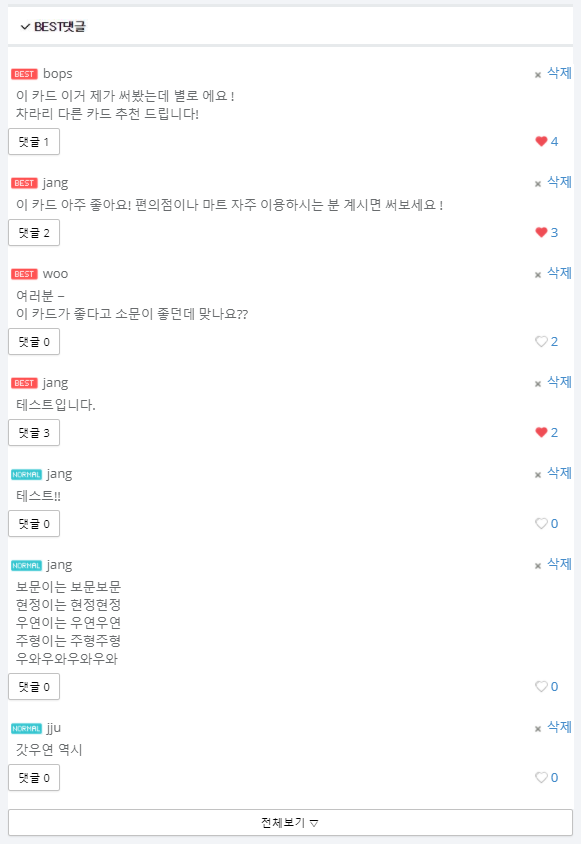 BEST댓글
BEST bops × 삭제
이 카드 이거 제가 써봤는데 별로 에요 !
차라리 다른 카드 추천 드립니다!
댓글 1 ♥ 4
BEST jang × 삭제
이 카드 아주 좋아요! 편의점이나 마트 자주 이용하시는 분 계시면 써보세요 !
댓글 2 ♥ 3
BEST woo × 삭제
여러분 ~
이 카드가 좋다고 소문이 좋던데 맞나요??
댓글 0 ♡ 2
BEST jang × 삭제
테스트입니다.
댓글 3 ♥ 2
NORMAL jang × 삭제
테스트!!
댓글 0 ♡ 0
NORMAL jang × 삭제
보문이는 보문보문
현정이는 현정현정
우연이는 우연우연
주형이는 주형주형
우와우와우와우와
댓글 0 ♡ 0
NORMAL jju × 삭제
갓우연 역시
댓글 0 ♡ 0
전체보기 ▽